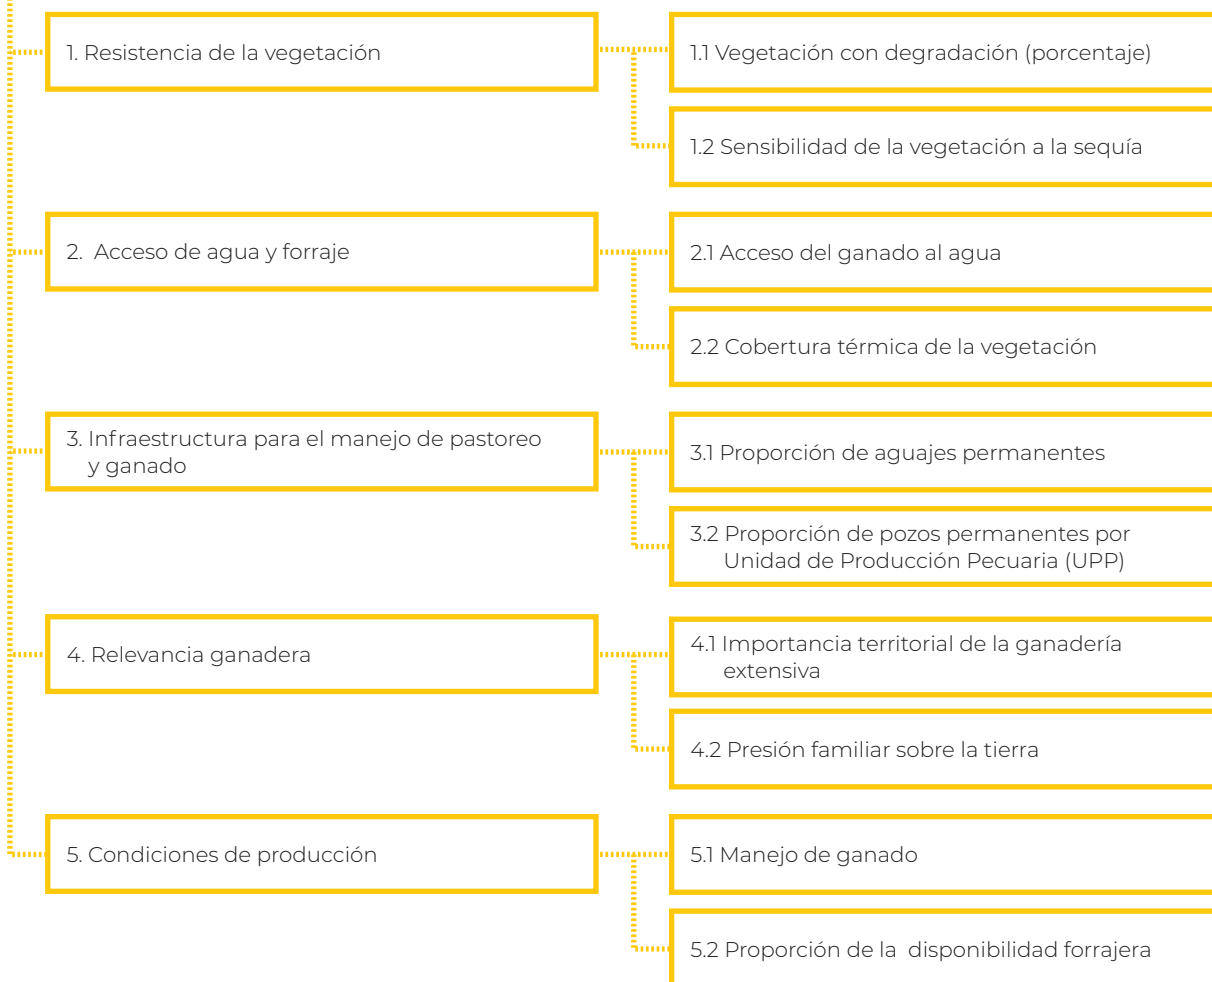 1. Resistencia de la vegetación
1.1 Vegetación con degradación (porcentaje)
1.2 Sensibilidad de la vegetación a la sequía
2. Acceso de agua y forraje
2.1 Acceso del ganado al agua
2.2 Cobertura térmica de la vegetación
3. Infraestructura para el manejo de pastoreo
y ganado
3.1 Proporción de aguajes permanentes
3.2 Proporción de pozos permanentes por
Unidad de Producción Pecuaria (UPP)
4. Relevancia ganadera
4.1 Importancia territorial de la ganadería
extensiva
4.2 Presión familiar sobre la tierra
5. Condiciones de producción
5.1 Manejo de ganado
5.2 Proporción de la disponibilidad forrajera